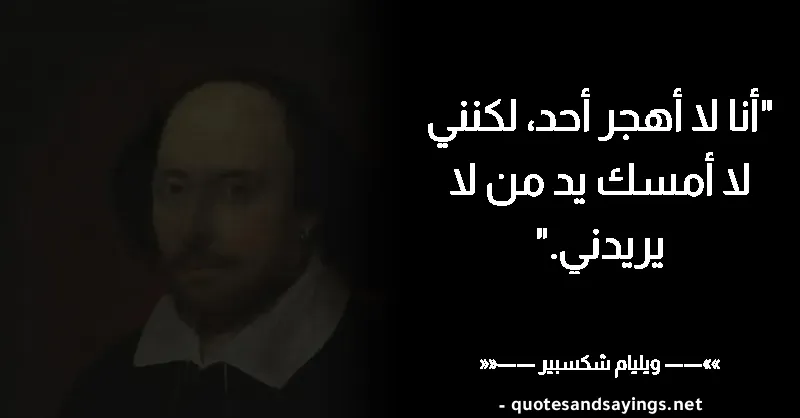 "أنا لا أهجر أحد، لكنني
لا أمسك يد من لا
يريدني."
»»—— ويليام شكسبير ——««
- quotesandsayings.net